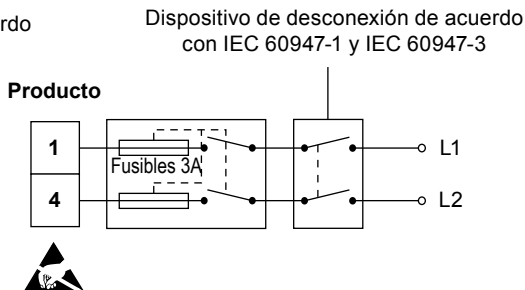 rdo
Dispositivo de desconexión de acuerdo
con IEC 60947-1 y IEC 60947-3
Producto
1
Fusibles 3A
L1
4
L2